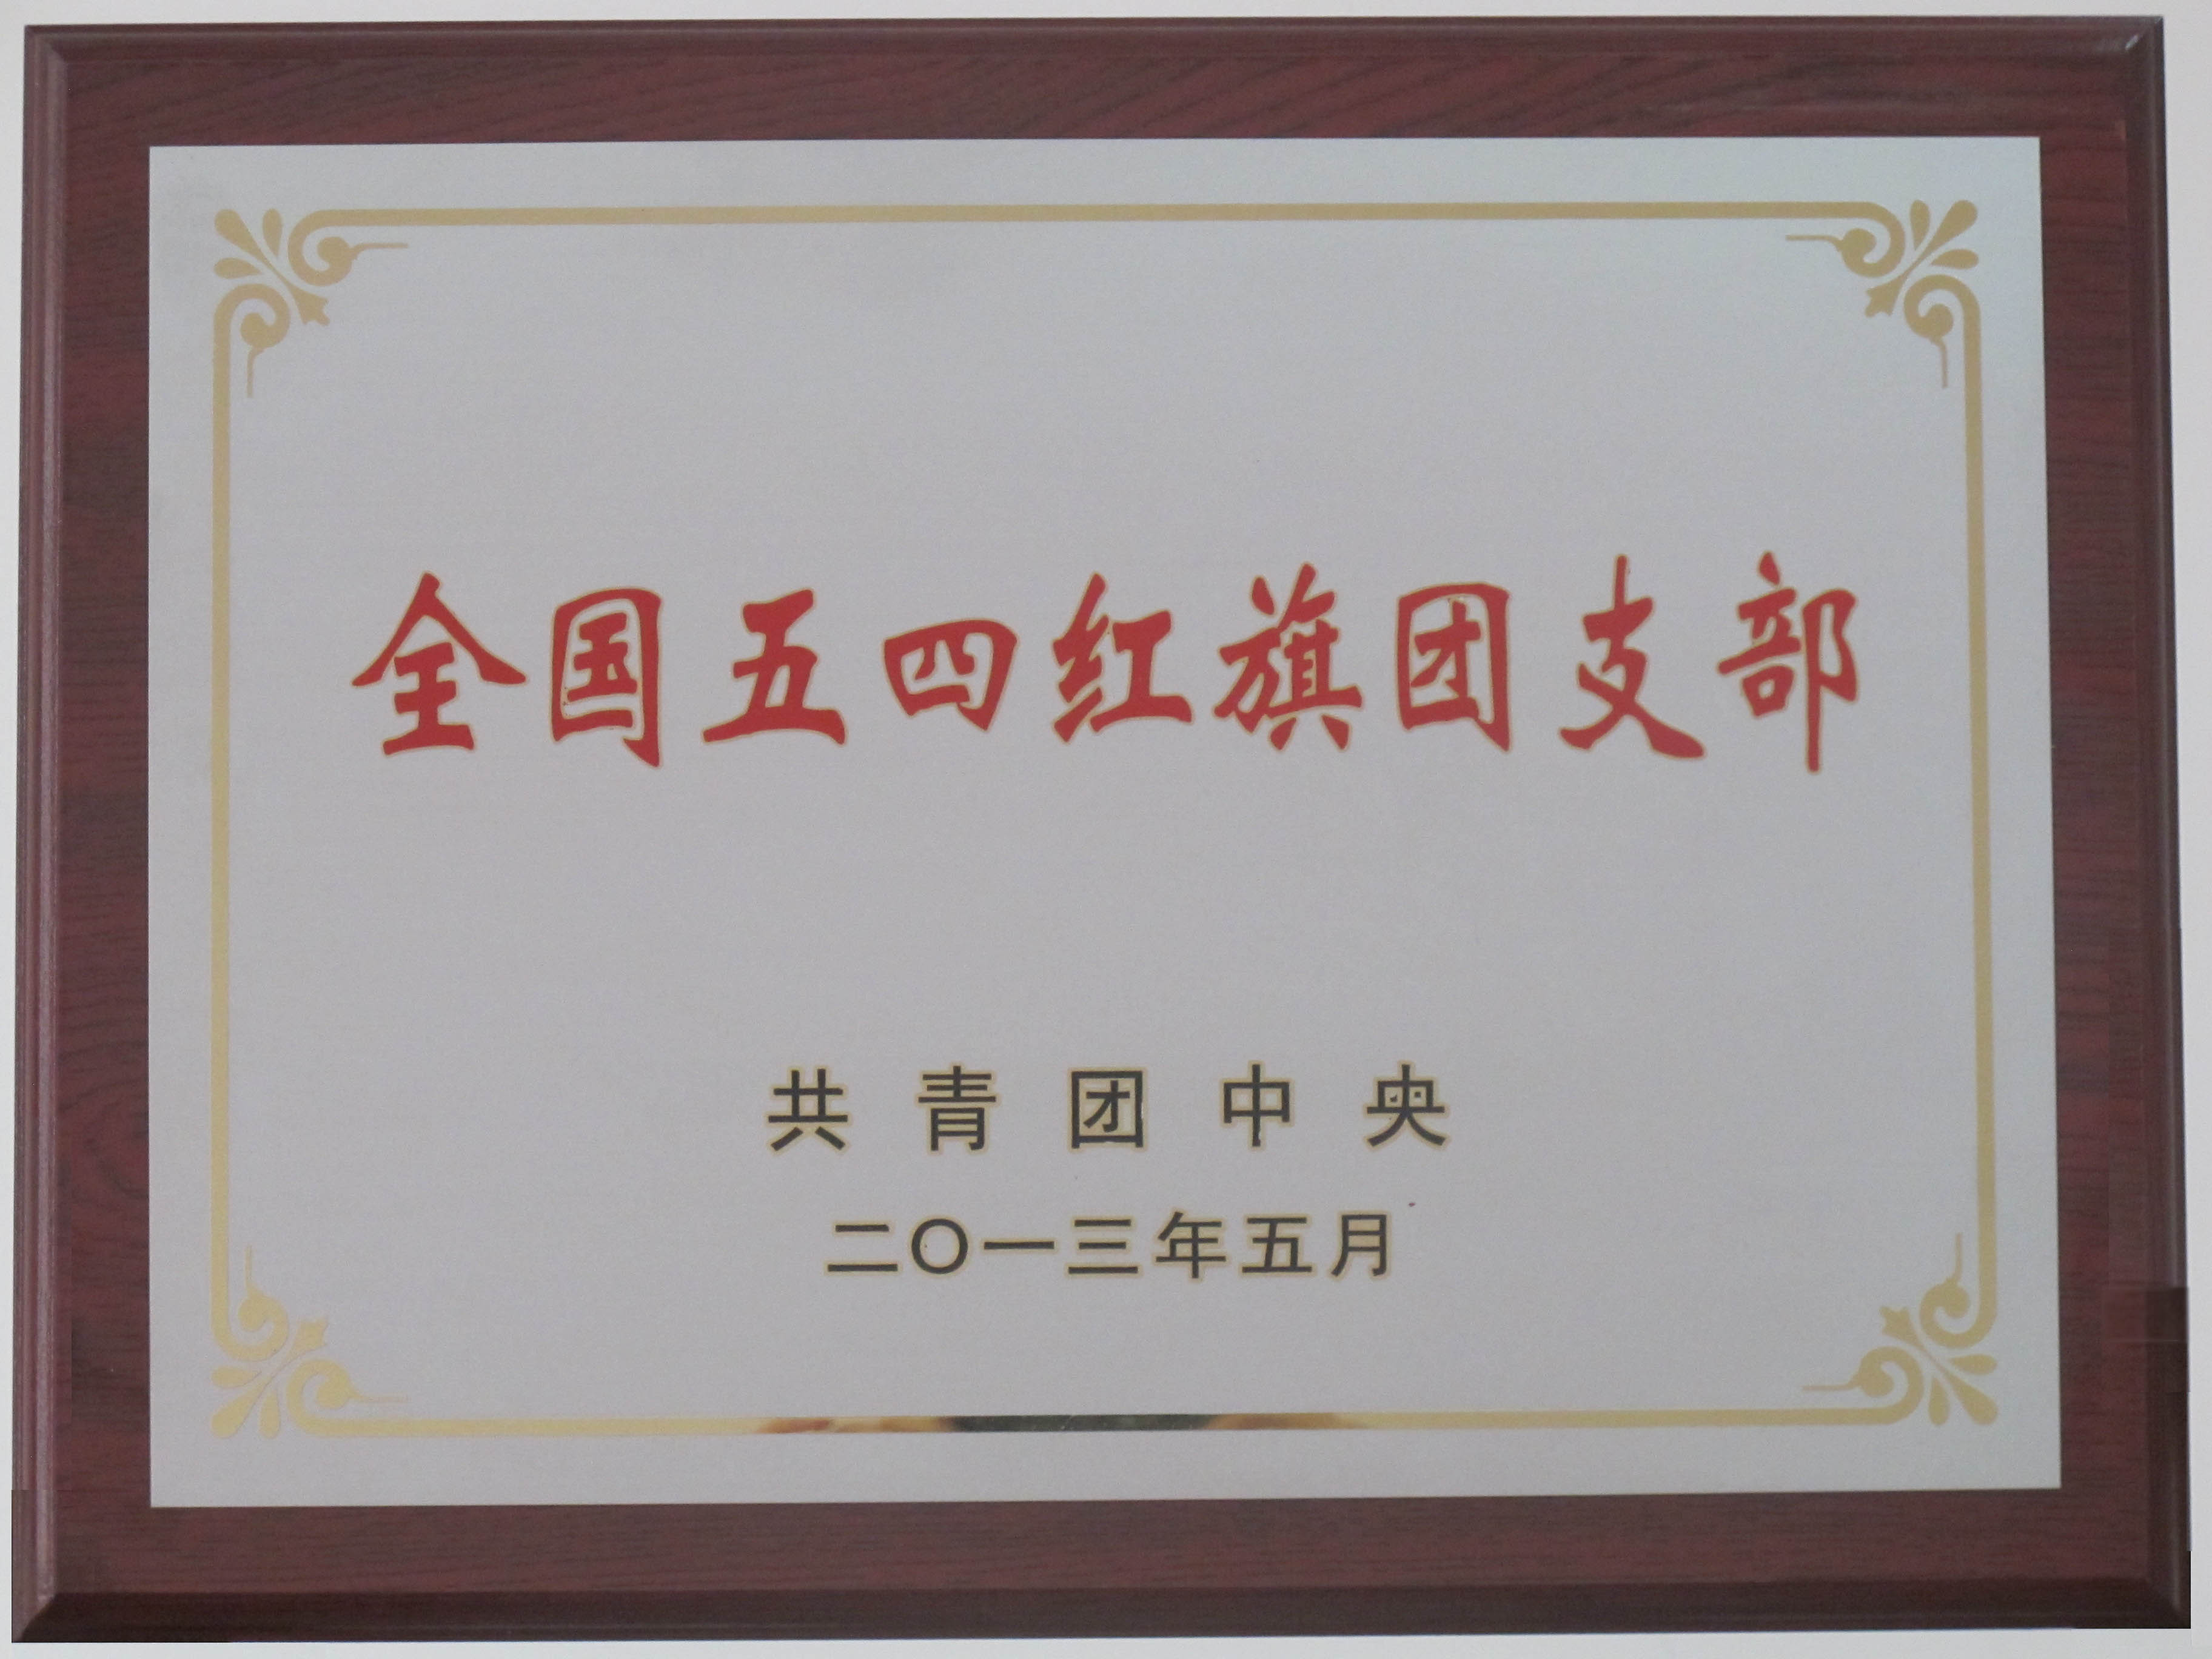 全国五四红旗团支部
共青团中央
二〇一三年五月